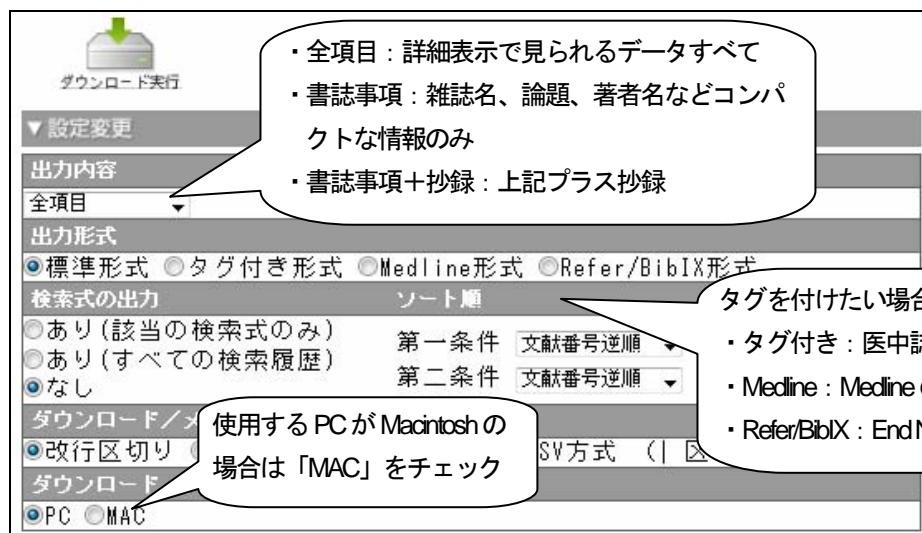 ダウンロード実行
・全項目：詳細表示で見られるデータすべて
・書誌事項：雑誌名、論題、著者名などコンパ
クトな情報のみ
・書誌事項＋抄録：上記プラス抄録
▼設定変更
出力内容
全項目
出力形式
標準形式 タグ付き形式 Medline形式 Refer/BibIX形式
検索式の出力 ソート順
あり(該当の検索式のみ)
あり(すべての検索履歴)
なし
第一条件 文献番号逆順
第二条件 文献番号逆順
タグを付けたい場合
・タグ付き：医中誌
・Medline：Medline
・Refer/BibIX：End
ダウンロード/メ
改行区切り SV方式 (| 区
使用する PC が Macintosh の
場合は「MAC」をチェック
ダウンロード
PC MAC